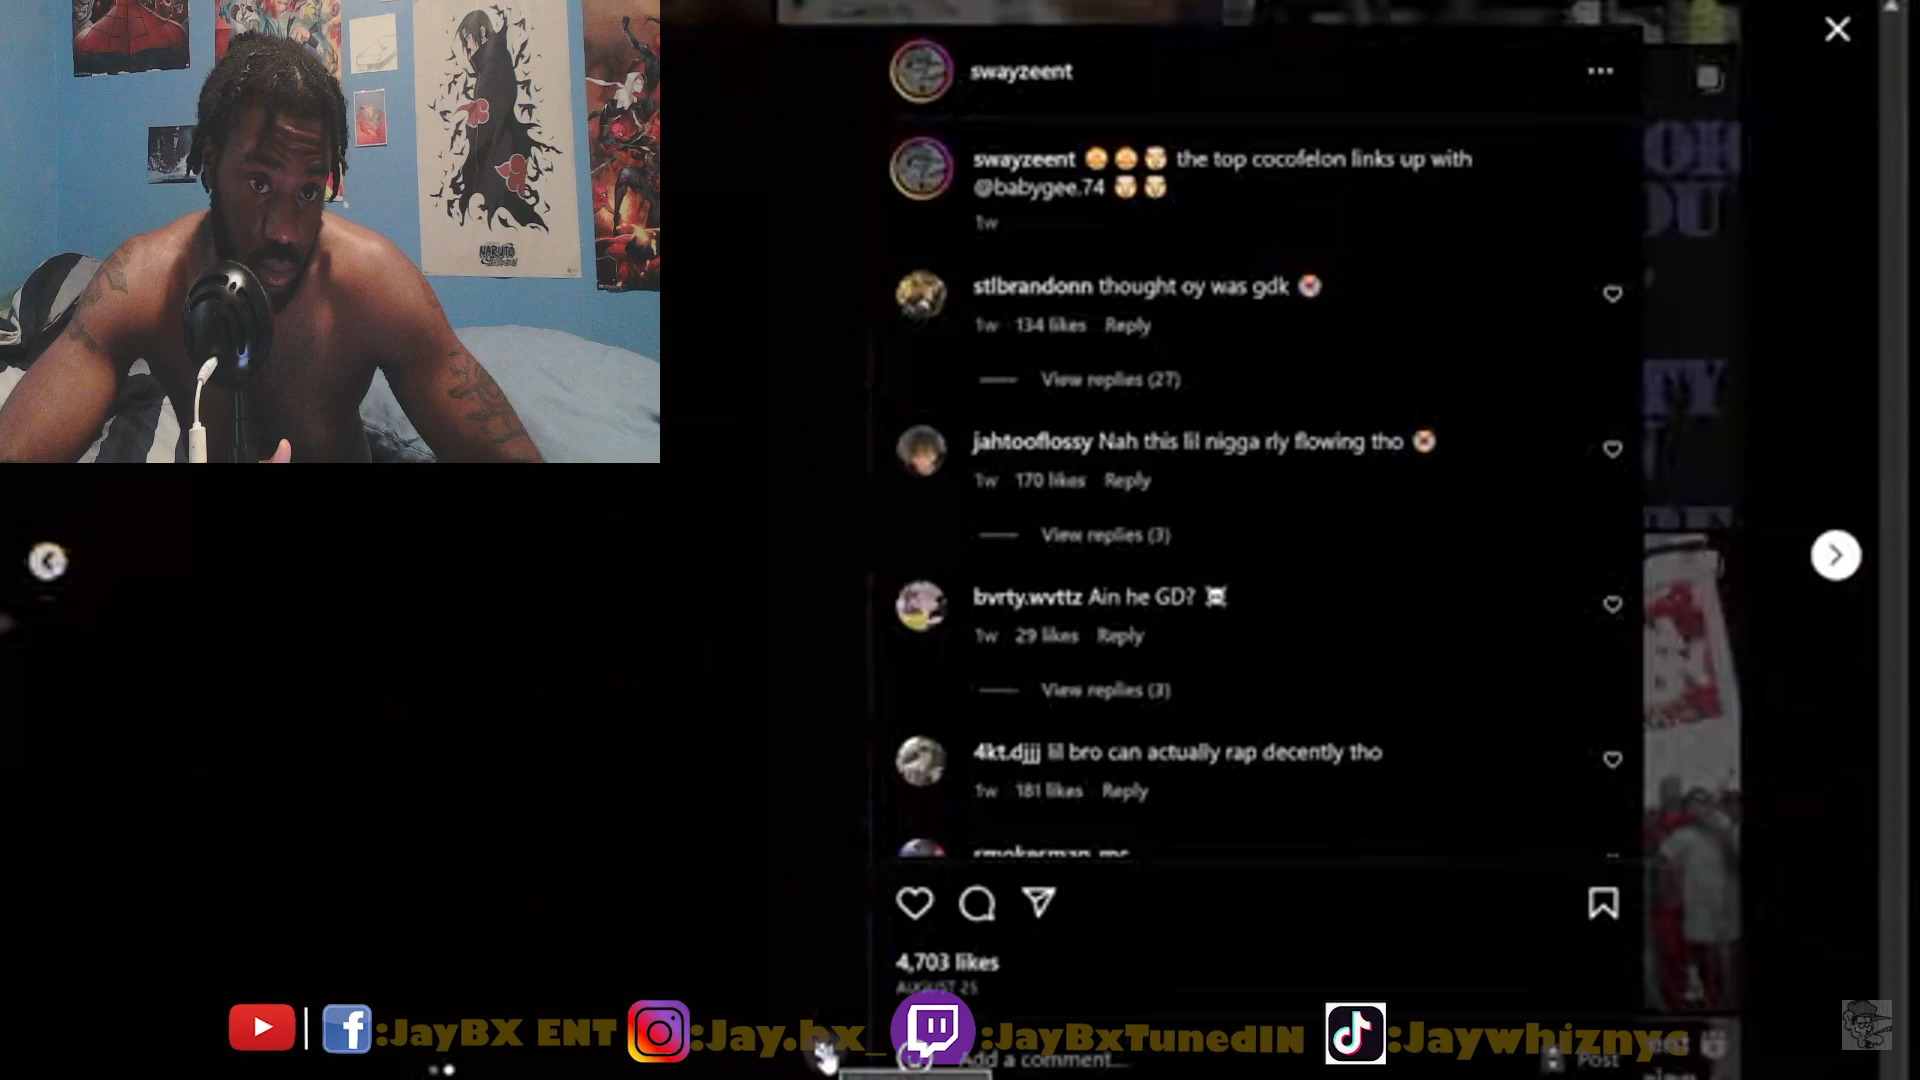 swayzeent
swayzeent the top cocofelon links up with
@babygee.74
1w
stlbrandonn thought oy was gdk
1w 134 likes Reply
View replies (27)
jahtooflossy Nah this lil nigga rly flowing tho
1w 170 likes Reply
View replies (3)
bvrty.wvttz Ain he GD?
1w 29 likes Reply
View replies (3)
4kt.djjj lil bro can actually rap decently tho
1w 181 likes Reply
4,703 likes
AUGUST 25
Add a comment...
Post
NARUTO
:JayBX ENT :Jay.bx_ :JayBxTunedIN :Jaywhiznyc